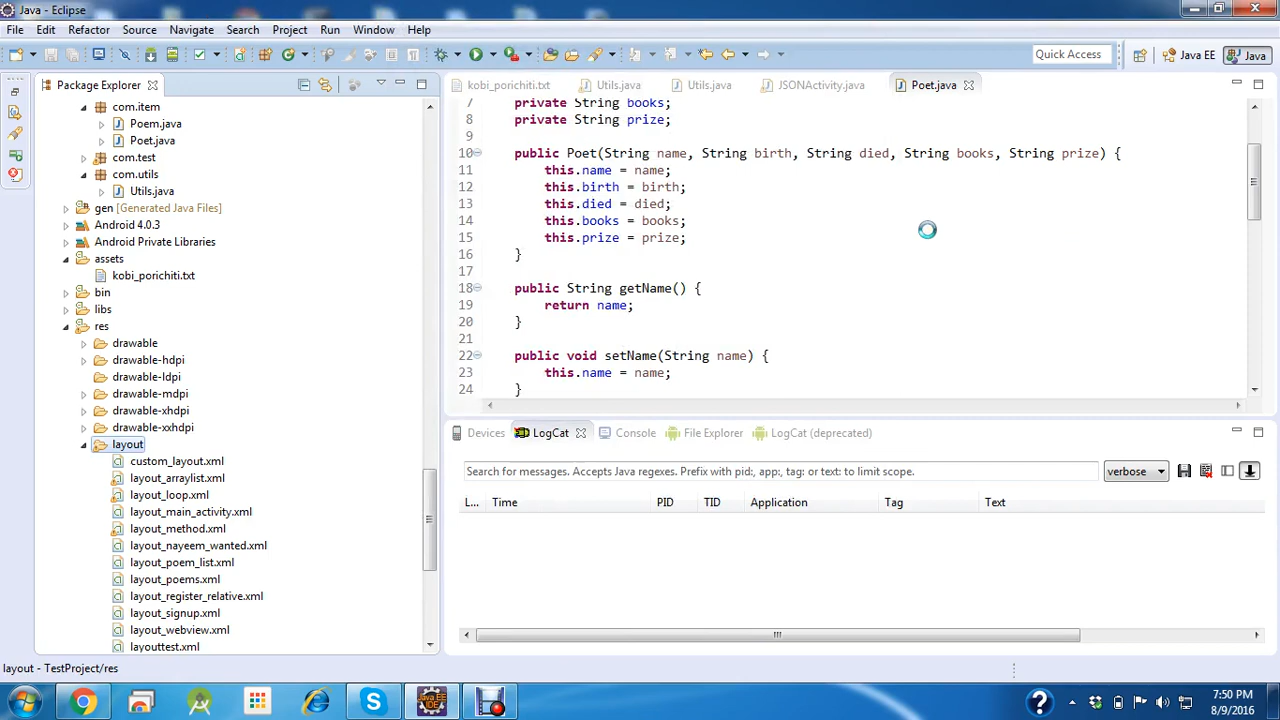 Java - Eclipse
File Edit Refactor Source Navigate Search Project Run Window Help
Quick Access
Java EE
Java
Package Explorer
com.item
Poem.java
Poet.java
com.test
com.utils
Utils.java
gen [Generated Java Files]
Android 4.0.3
Android Private Libraries
assets
kobi_porichiti.txt
bin
libs
res
drawable
drawable-hdpi
drawable-ldpi
drawable-mdpi
drawable-xhdpi
drawable-xxhdpi
layout
custom_layout.xml
layout_arraylist.xml
layout_loop.xml
layout_main_activity.xml
layout_method.xml
layout_nayeem_wanted.xml
layout_poem_list.xml
layout_poems.xml
layout_register_relative.xml
layout_signup.xml
layout_webview.xml
layouttest.xml
kobi_porichiti.txt Utils.java Utils.java JSONActivity.java Poet.java
7 private String books;
8 private String prize;
9
10 public Poet(String name, String birth, String died, String books, String prize) {
11 this.name = name;
12 this.birth = birth;
13 this.died = died;
14 this.books = books;
15 this.prize = prize;
16 }
17
18 public String getName() {
19 return name;
20 }
21
22 public void setName(String name) {
23 this.name = name;
24 }
Devices LogCat Console File Explorer LogCat (deprecated)
Search for messages. Accepts Java regexes. Prefix with pid:, app:, tag: or text: to limit scope.
verbose
L... Time PID TID Application Tag Text
layout - TestProject/res
Java EE
IDE
7:50 PM
8/9/2016